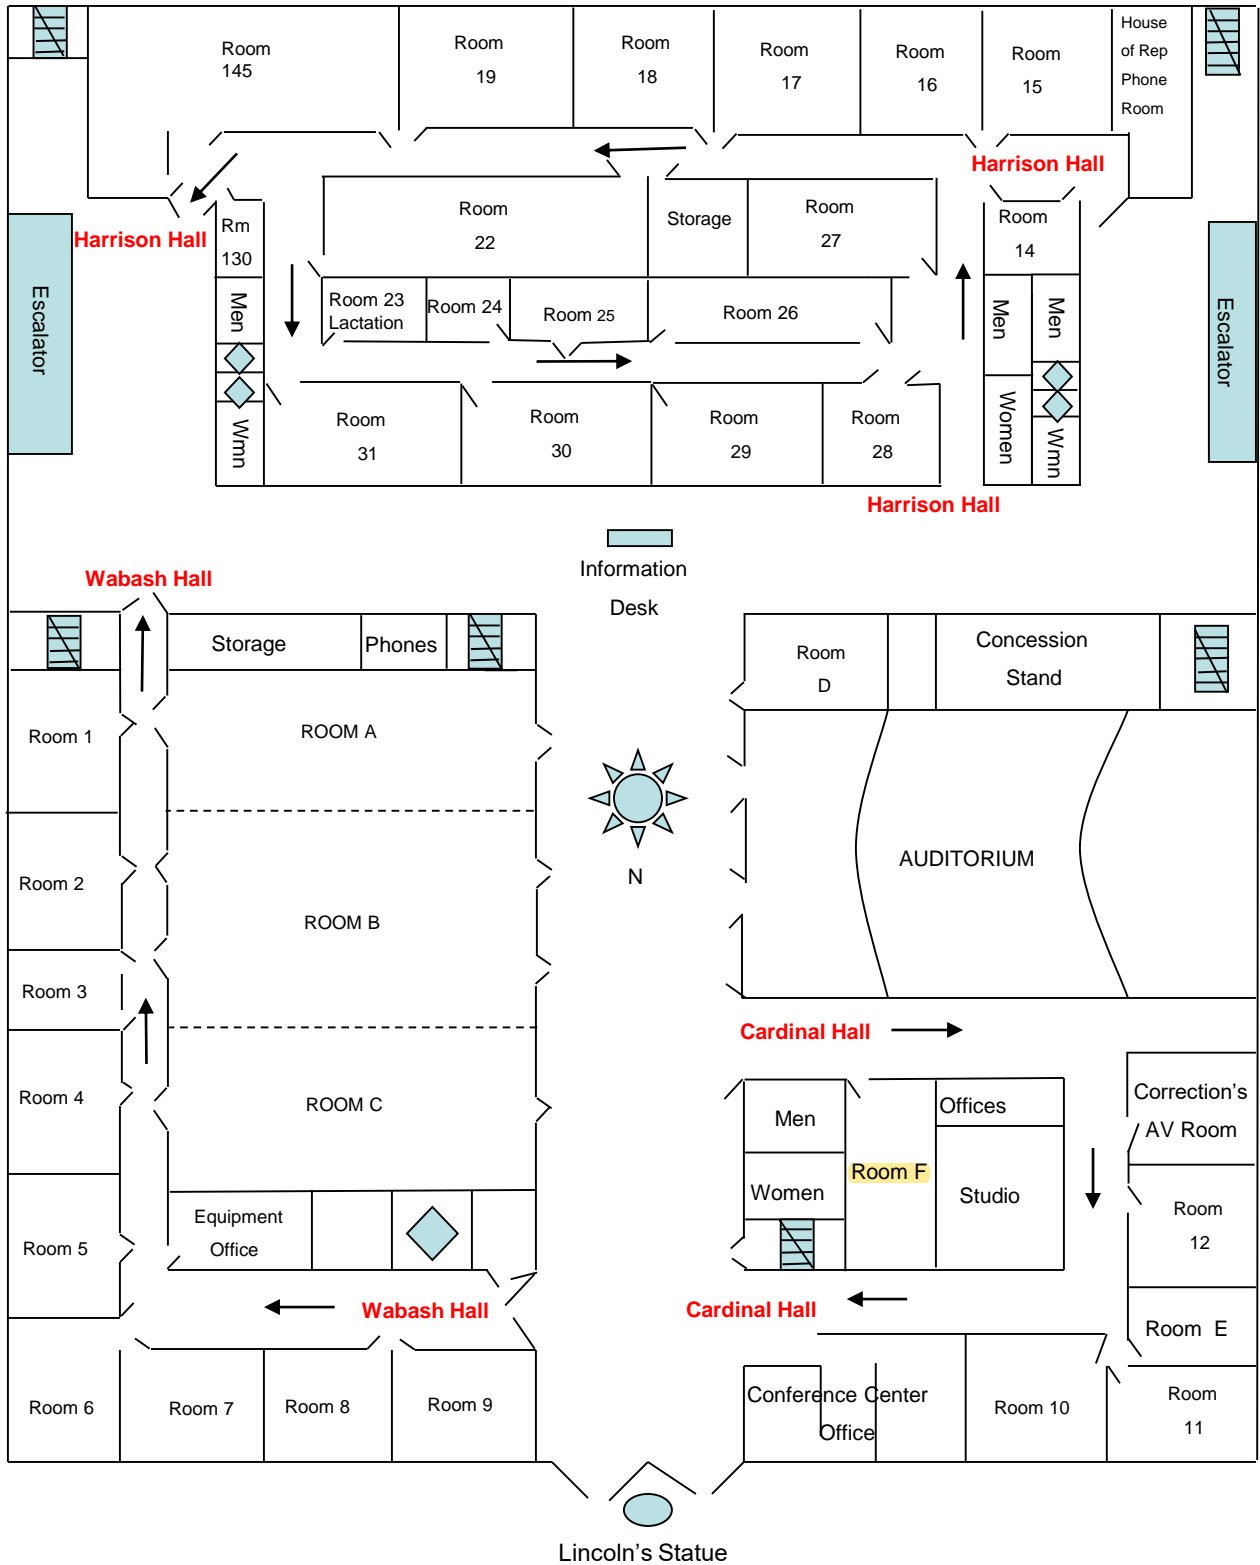 Room
145
Room
19
Room
18
Room
17
Room
16
Room
15
House
of Rep
Phone
Room
Harrison Hall
Harrison Hall
Rm
130
Room
22
Storage
Room
27
Room
14
Escalator
Men
Room 23
Lactation
Room 24
Room 25
Room 26
Men
Men
Escalator
Wmn
Room
31
Room
30
Room
29
Room
28
Women
Wmn
Harrison Hall
Information
Desk
Wabash Hall
Storage
Phones
Room
D
Concession
Stand
Room 1
ROOM A
N
Room 2
ROOM B
AUDITORIUM
Room 3
Cardinal Hall
Room 4
ROOM C
Men
Offices
Correction's
AV Room
Women
Room F
Studio
Room 5
Equipment
Office
Room
12
Wabash Hall
Cardinal Hall
Room E
Room 6
Room 7
Room 8
Room 9
Conference Center
Office
Room 10
Room
11
Lincoln's Statue